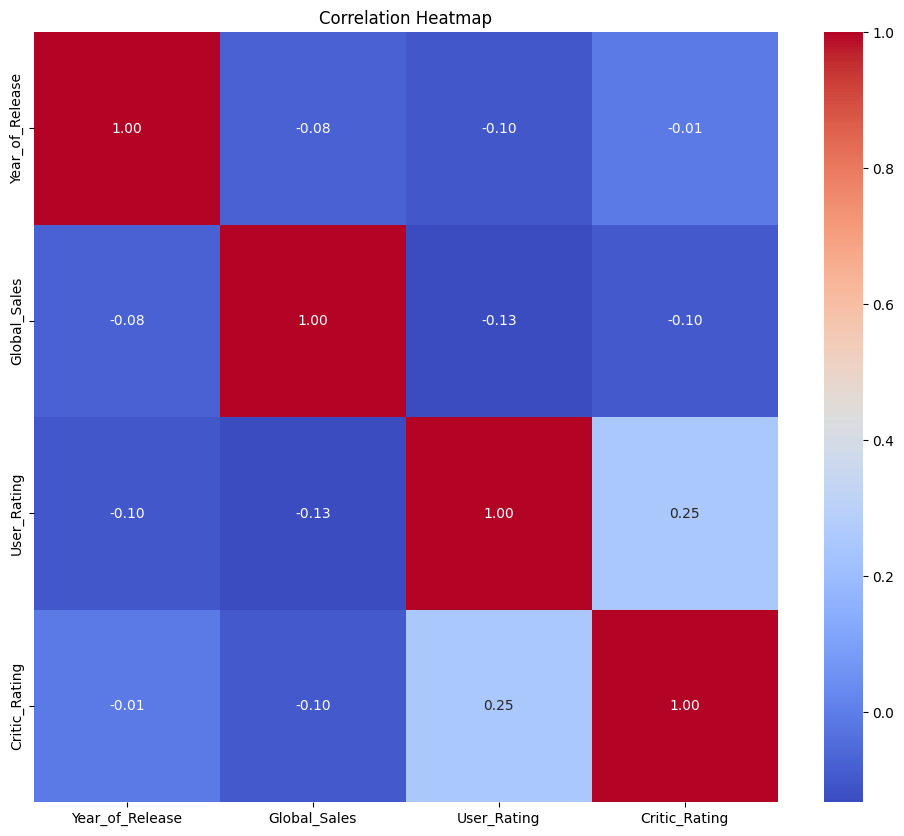 Correlation Heatmap
Year_of_Release
1.00 -0.08 -0.10 -0.01
Global_Sales
-0.08 1.00 -0.13 -0.10
User_Rating
-0.10 -0.13 1.00 0.25
Critic_Rating
-0.01 -0.10 0.25 1.00
Year_of_Release Global_Sales User_Rating Critic_Rating
1.0
0.8
0.6
0.4
0.2
0.0